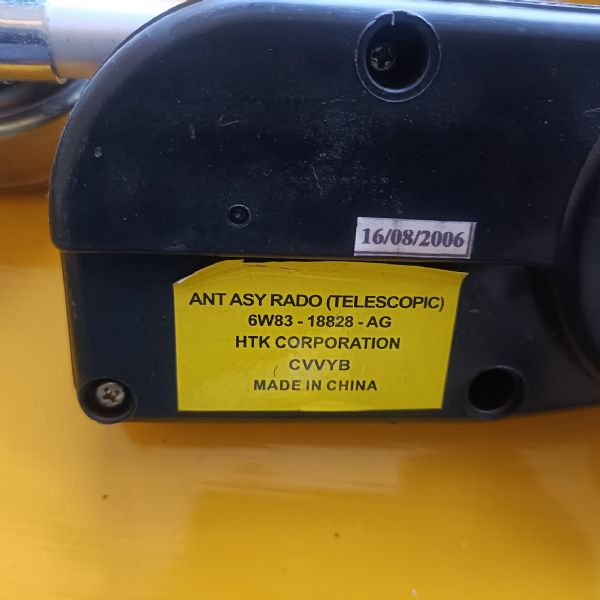 16/08/2006
ANT ASY RADO (TELESCOPIC)
6W83 - 18828 - AG
HTK CORPORATION
CVVYB
MADE IN CHINA